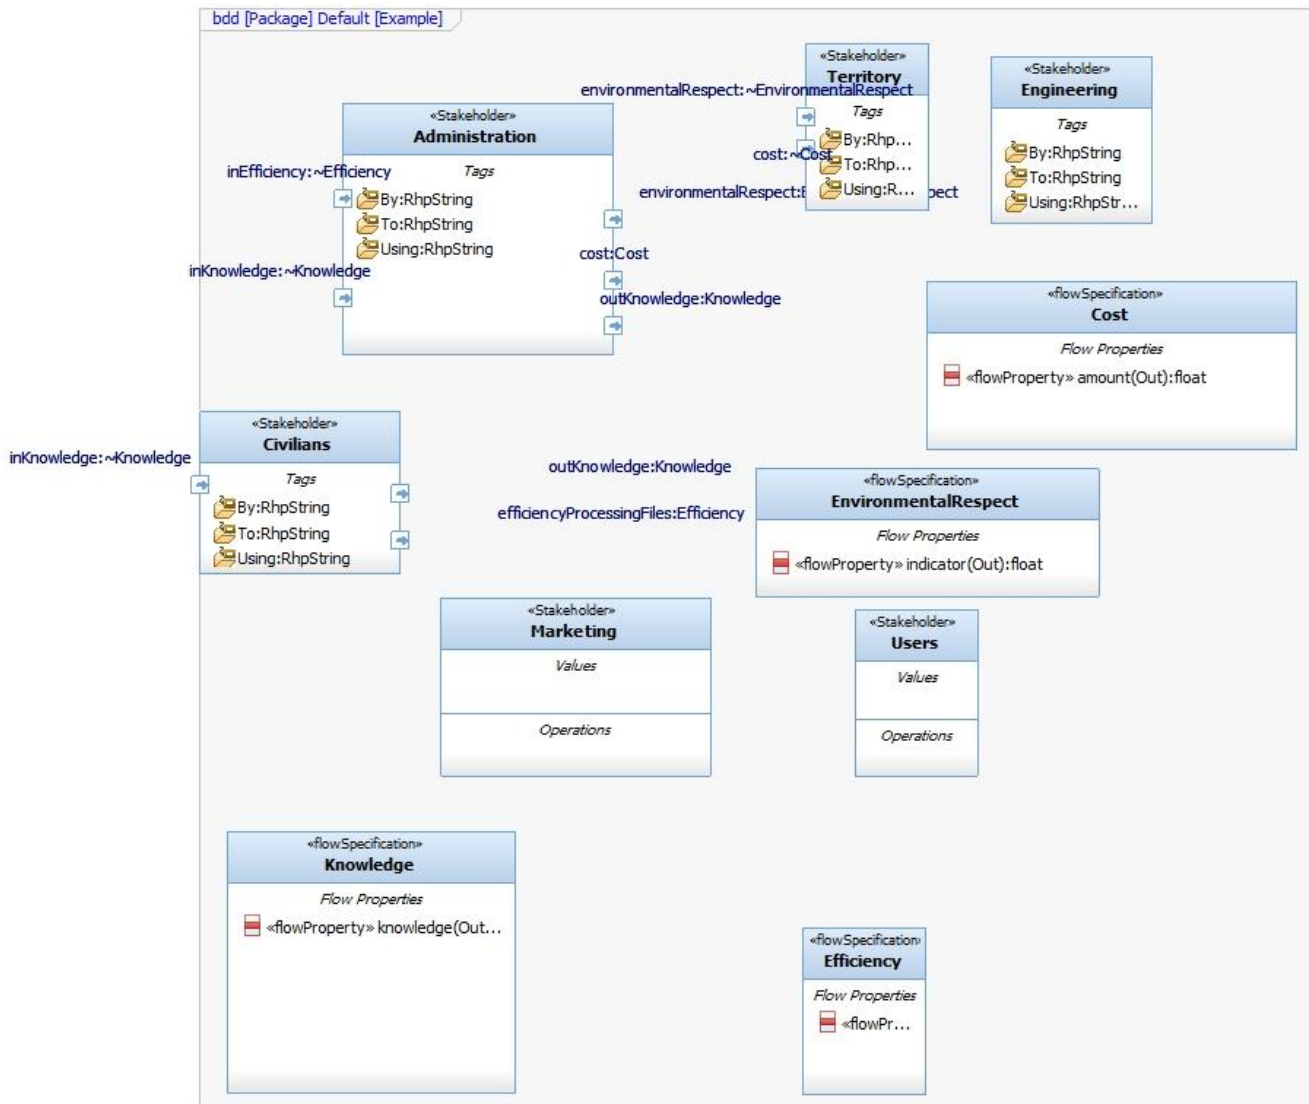 bdd [Package] Default [Example]
«Stakeholder»
Territory
environmentalRespect:~EnvironmentalRespect
Tags
By:Rhp...
cost:~Cost
To:Rhp...
Using:R...
«Stakeholder»
Engineering
Tags
By:RhpString
To:RhpString
Using:RhpStr...
«Stakeholder»
Administration
Tags
inEfficiency:~Efficiency
By:RhpString
To:RhpString
Using:RhpString
inKnowledge:~Knowledge
environmentalRespect:
cost:Cost
outKnowledge:Knowledge
«flowSpecification»
Cost
Flow Properties
«flowProperty» amount(Out):float
«Stakeholder»
Civilians
inKnowledge:~Knowledge
Tags
By:RhpString
To:RhpString
Using:RhpString
outKnowledge:Knowledge
efficiencyProcessingFiles:Efficiency
«flowSpecification»
EnvironmentalRespect
Flow Properties
«flowProperty» indicator(Out):float
«Stakeholder»
Marketing
Values
Operations
«Stakeholder»
Users
Values
Operations
«flowSpecification»
Knowledge
Flow Properties
«flowProperty» knowledge(Out...
«flowSpecification»
Efficiency
Flow Properties
«flowPr...